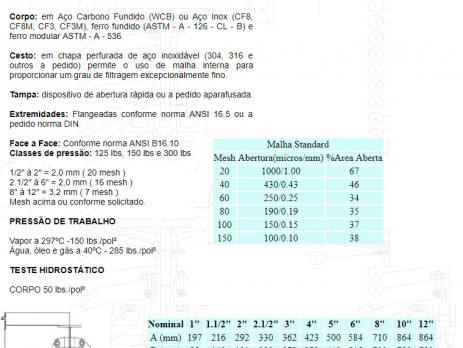 Corpo: em Aço Carbono Fundido (WCB) ou Aço Inox (CF8,
CF8M, CF3, CF3M), ferro fundido (ASTM - A - 126 - CL - B) e
ferro modular ASTM - A - 536.
Cesto: em chapa perfurada de aço inoxidável (304, 316 e
outros a pedido) permite o uso de malha interna para
proporcionar um grau de filtragem excepcionalmente fino.
Tampa: dispositivo de abertura rápida ou a pedido aparafusada.
Extremidades: Flangeadas conforme norma ANSI 16.5 ou a
pedido norma DIN.
Face a Face: Conforme norma ANSI B16.10
Classes de pressão: 125 lbs, 150 lbs e 300 lbs
1/2" à 2" = 2,0 mm ( 20 mesh )
2.1/2" à 6" = 2,0 mm ( 16 mesh )
8" à 12" = 3,2 mm ( 7 mesh )
Mesh acima ou conforme solicitado.
PRESSÃO DE TRABALHO
Vapor a 297ºC -150 lbs./pol²
Água, óleo e gás a 40ºC - 285 lbs./pol²
TESTE HIDROSTÁTICO
CORPO 50 lbs./pol²
Malha Standard
Mesh Abertura(micros/mm) %Area Aberta
20 1000/1.00 67
40 430/0.43 46
60 250/0.25 34
80 190/0.19 35
100 150/0.15 37
150 100/0.10 38
Nominal 1" 1.1/2" 2" 2.1/2" 3" 4" 5" 6" 8" 10" 12"
A (mm) 197 216 292 330 362 423 500 584 710 864 864